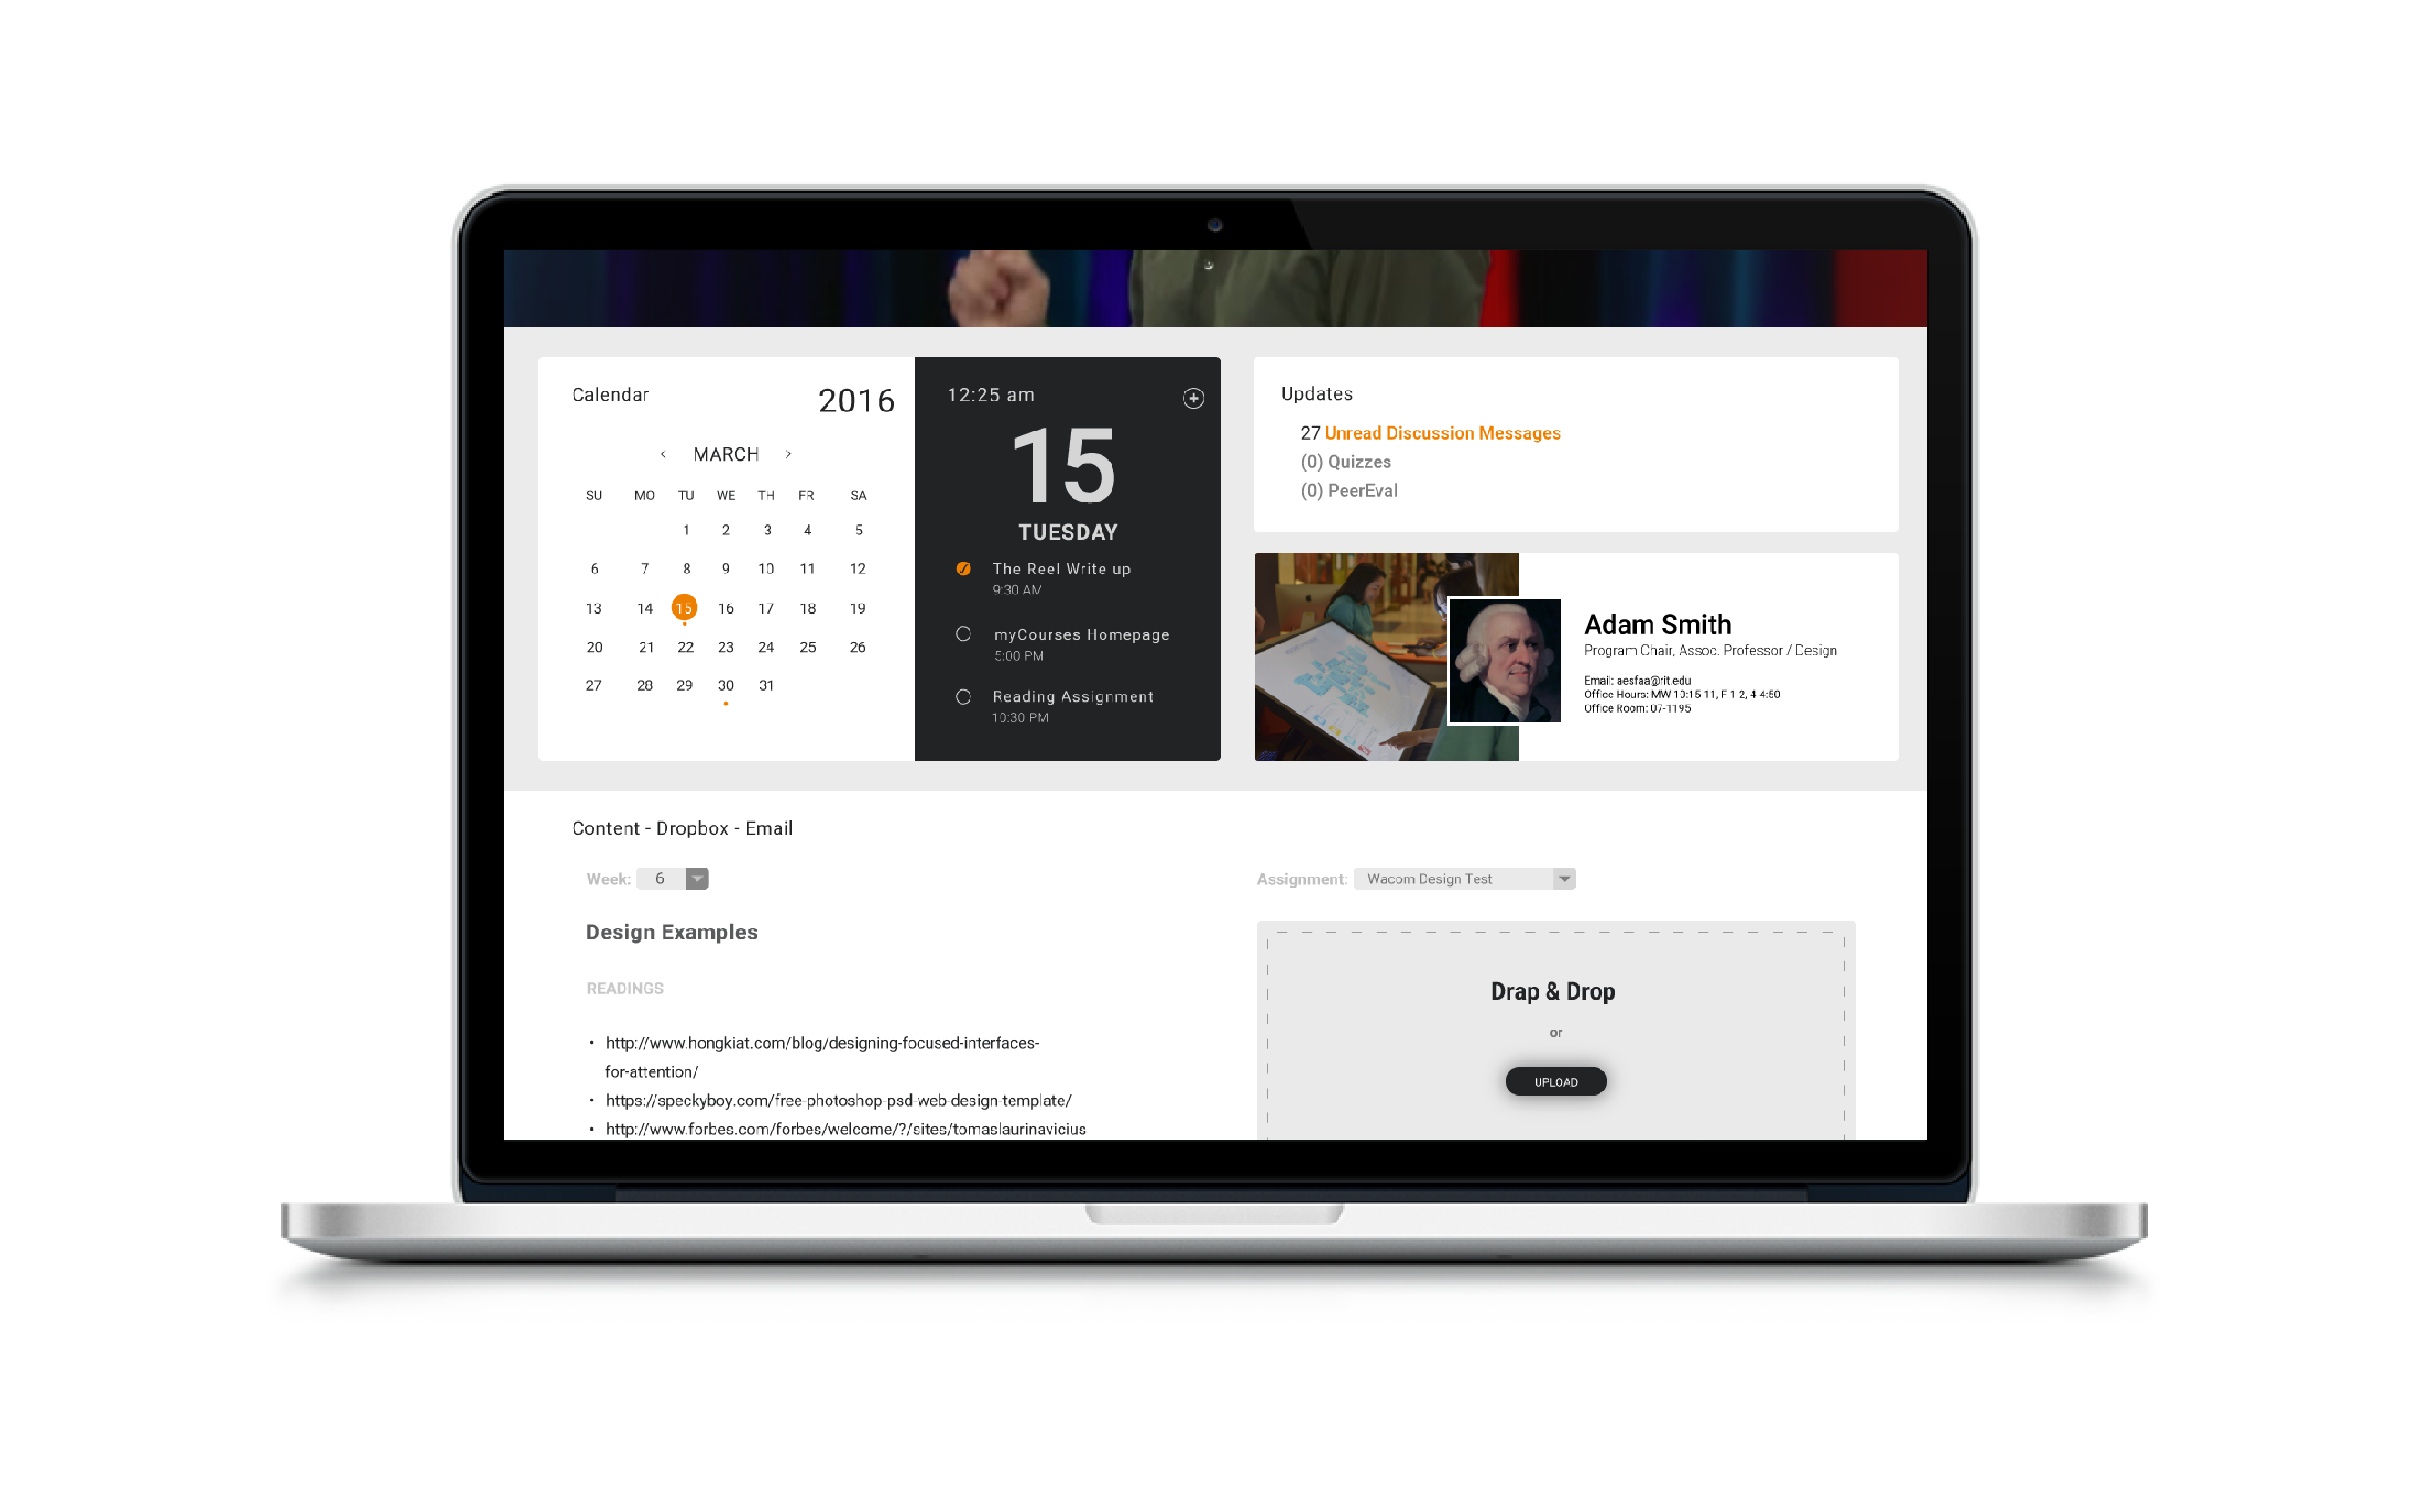 Calendar
2016
< MARCH >
SU MO TU WE TH FR SA
1 2 3 4 5
6 7 8 9 10 11 12
13 14 15 16 17 18 19
20 21 22 23 24 25 26
27 28 29 30 31
12:25 am
15
TUESDAY
The Reel Write up
9:30 AM
myCourses Homepage
5:00 PM
Reading Assignment
10:30 PM
Updates
27 Unread Discussion Messages
(0) Quizzes
(0) PeerEval
Adam Smith
Program Chair, Assoc. Professor / Design
Email: aesfaa@rit.edu
Office Hours: MW 10:15-11, F 1-2, 4-4:50
Office Room: 07-1195
Content - Dropbox - Email
Week: 6
Design Examples
READINGS
• http://www.hongkiat.com/blog/designing-focused-interfaces-
for-attention/
• https://speckyboy.com/free-photoshop-psd-web-design-template/
• http://www.forbes.com/forbes/welcome/?/sites/tomaslaurinavicius
Assignment: Wacom Design Test
Drap & Drop
or
UPLOAD